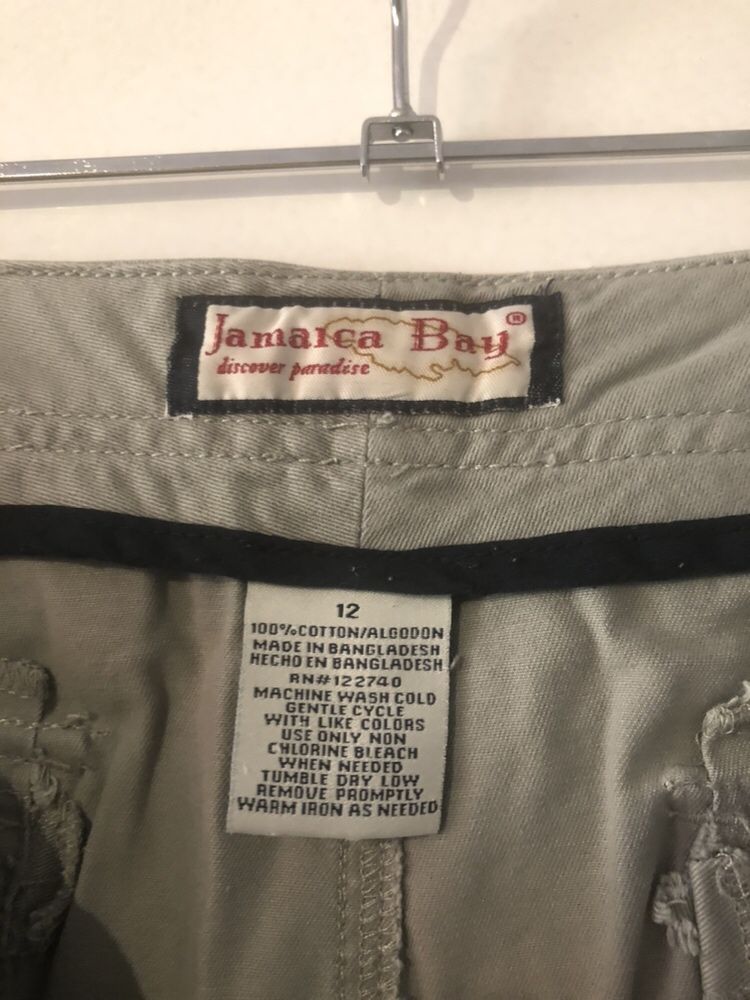 Jamaica Bay®
discover paradise
12
100%COTTON/ALGODON
MADE IN BANGLADESH
HECHO EN BANGLADESH
RN#122740
MACHINE WASH COLD
GENTLE CYCLE
WITH LIKE COLORS
USE ONLY NON
CHLORINE BLEACH
WHEN NEEDED
TUMBLE DRY LOW
REMOVE PROMPTLY
WARM IRON AS NEEDED